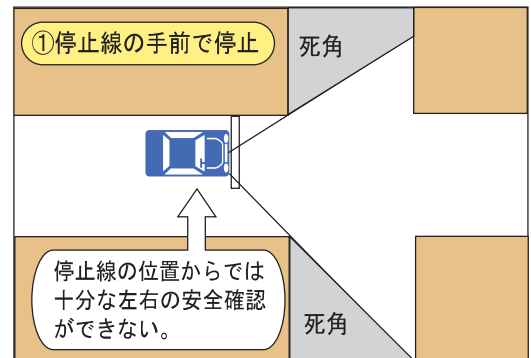 ①停止線の手前で停止
死角
停止線の位置からでは
十分な左右の安全確認
ができない。
死角